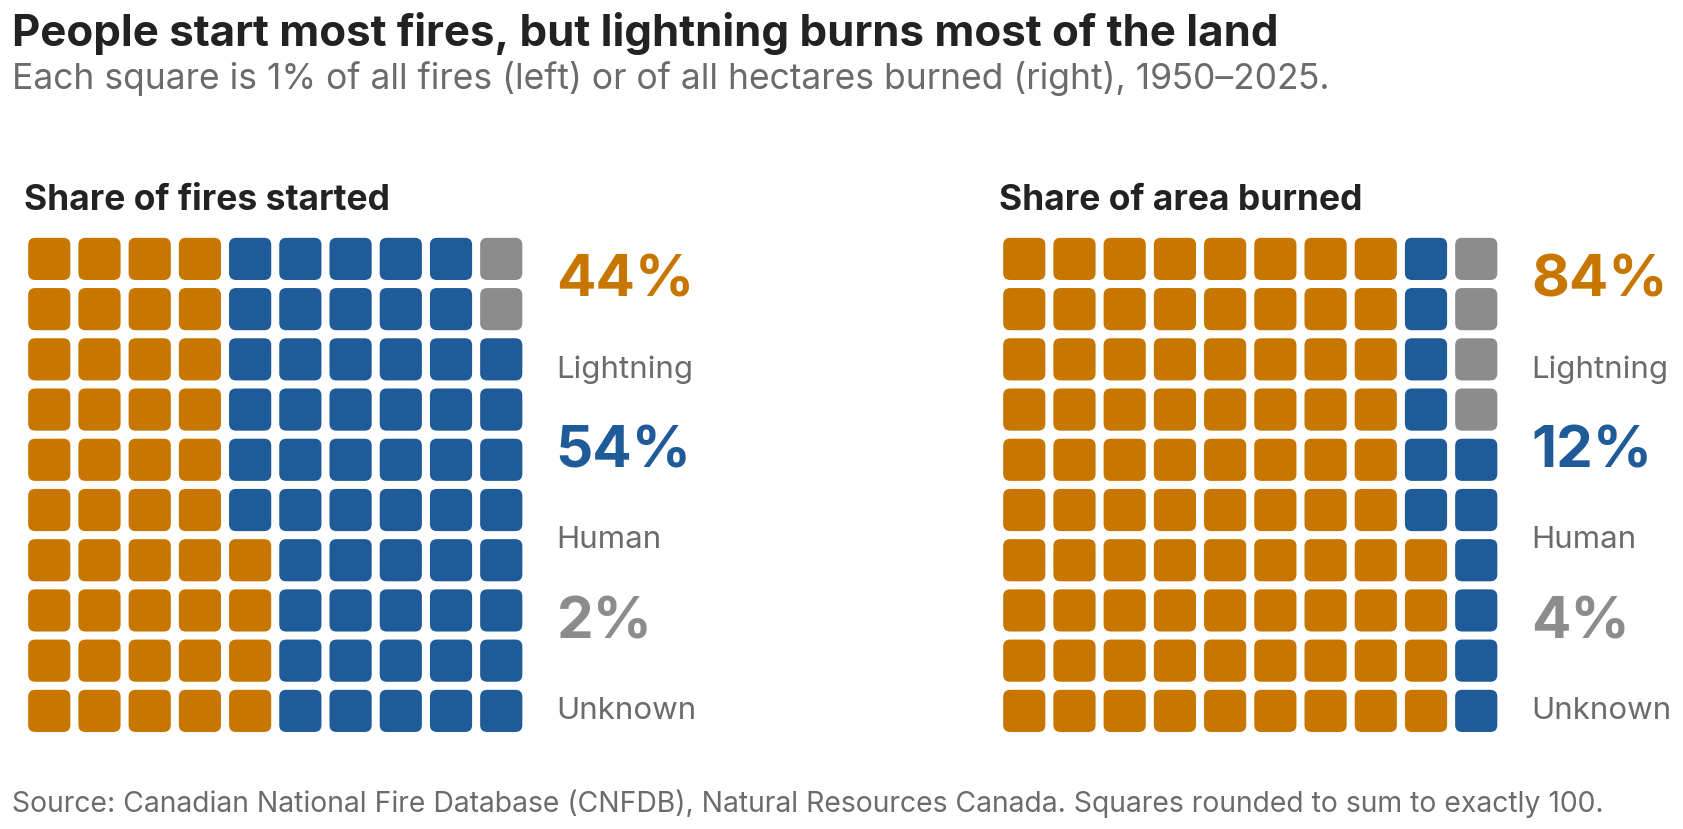 People start most fires, but lightning burns most of the land
Each square is 1% of all fires (left) or of all hectares burned (right), 1950–2025.
Share of fires started
44%
Lightning
54%
Human
2%
Unknown
Share of area burned
84%
Lightning
12%
Human
4%
Unknown
Source: Canadian National Fire Database (CNFDB), Natural Resources Canada. Squares rounded to sum to exactly 100.